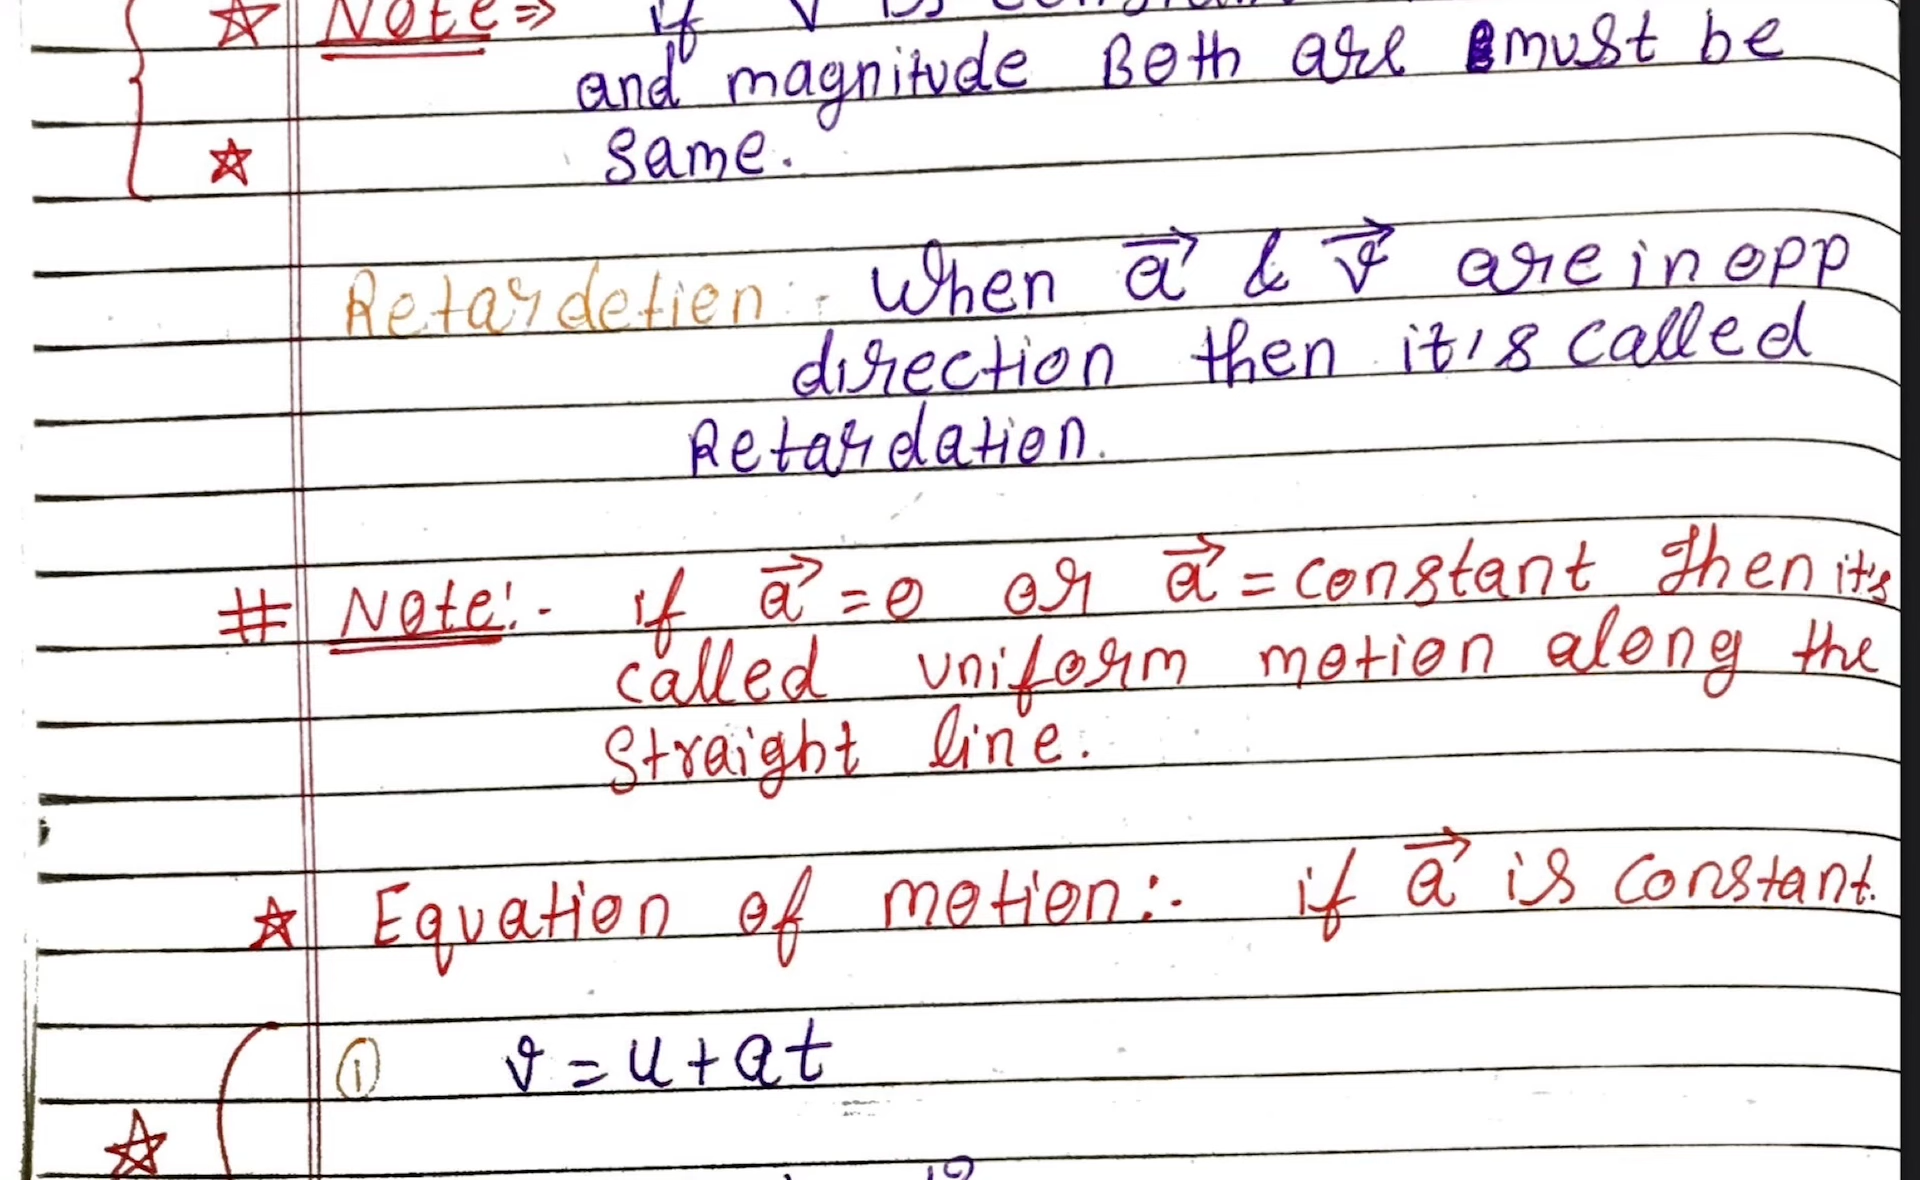 Note ⇒ if
and magnitude Both are must be
same.
Retardetion : When a⃗ & v⃗ are in opp
direction then it's called
Retardation.
# Note:- if a⃗ = 0 or a⃗ = constant then it's
called uniform motion along the
straight line.
Equation of motion:- if a⃗ is constant.
① v = u + at